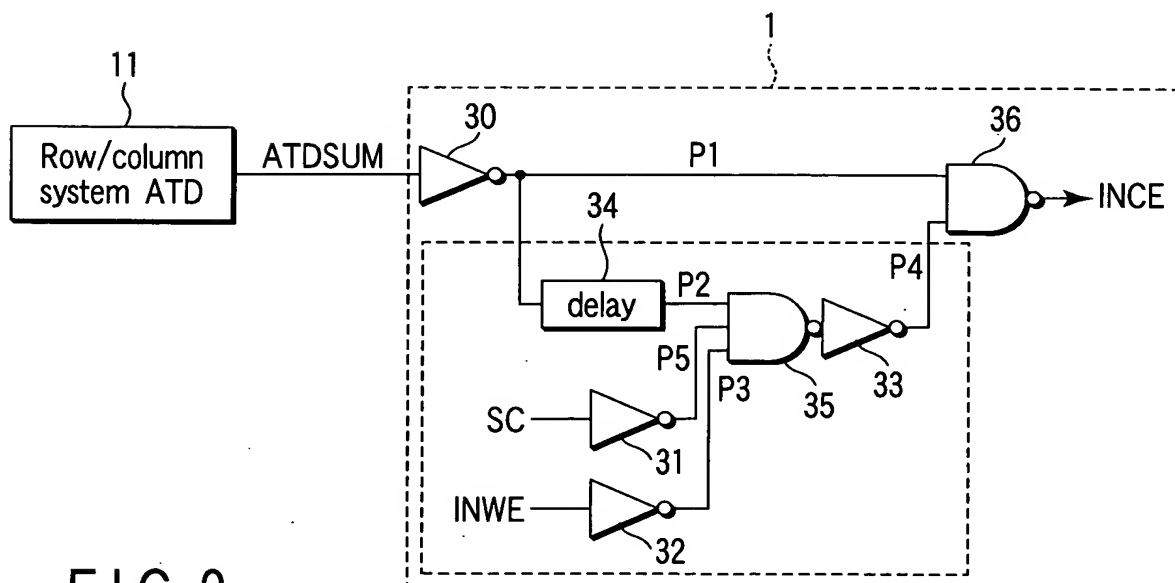 1
11
30
36
Row/column
system ATD
ATDSUM
P1
INCE
34
P4
delay
P2
P5
P3
35
33
SC
31
INWE
32